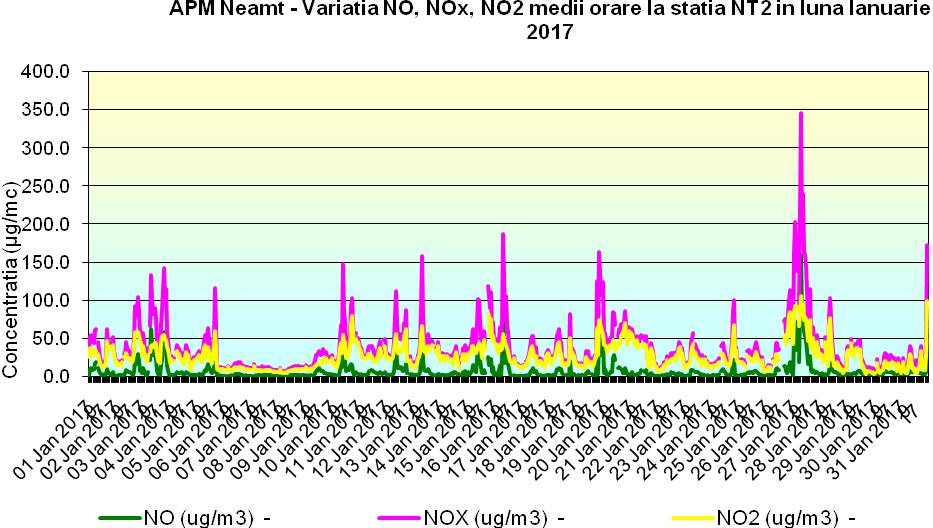 APM Neamt - Variatia NO, NOx, NO2 medii orare la statia NT2 in luna Ianuarie
2017
400.0
350.0
300.0
250.0
200.0
150.0
100.0
50.0
0.0
Concentratia (µg/mc)
01 Jan 2017
02 Jan 2017
03 Jan 2017
04 Jan 2017
05 Jan 2017
06 Jan 2017
07 Jan 2017
08 Jan 2017
09 Jan 2017
10 Jan 2017
11 Jan 2017
12 Jan 2017
13 Jan 2017
14 Jan 2017
15 Jan 2017
16 Jan 2017
17 Jan 2017
18 Jan 2017
19 Jan 2017
20 Jan 2017
21 Jan 2017
22 Jan 2017
23 Jan 2017
24 Jan 2017
25 Jan 2017
26 Jan 2017
27 Jan 2017
28 Jan 2017
29 Jan 2017
30 Jan 2017
31 Jan 2017
NO (ug/m3) -
NOX (ug/m3) -
NO2 (ug/m3) -